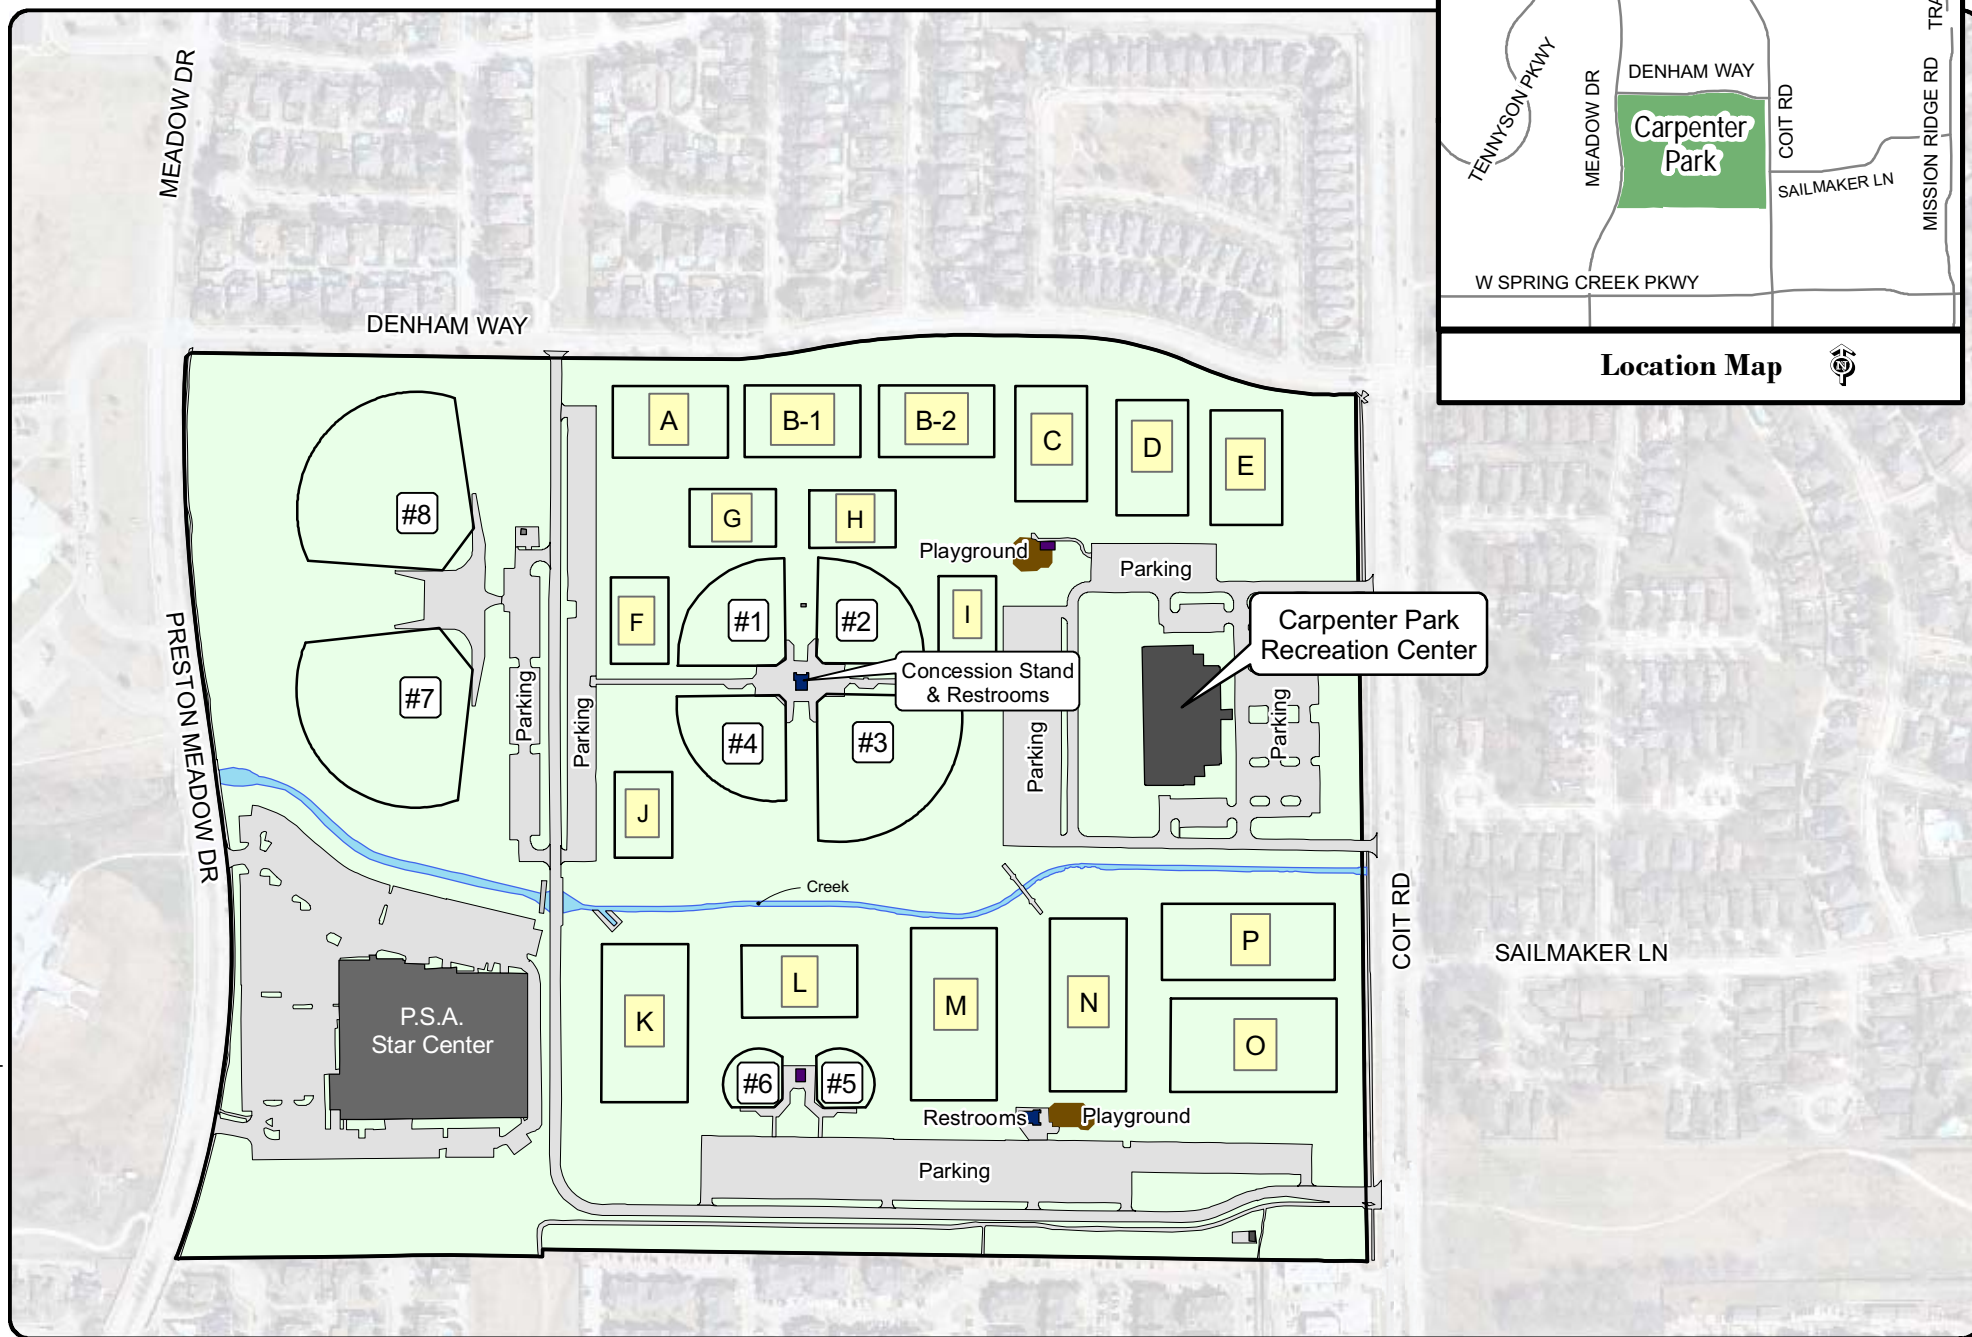 TENNYSON PKWY
MEADOW DR
DENHAM WAY
COIT RD
MISSION RIDGE RD
TRA
Carpenter
Park
SAILMAKER LN
W SPRING CREEK PKWY
Location Map
N
MEADOW DR
DENHAM WAY
A
B-1
B-2
C
D
E
#8
G
H
Playground
Parking
F
#1
#2
I
Carpenter Park
Recreation Center
Concession Stand
& Restrooms
PRESTON MEADOW DR
#7
Parking
Parking
#4
#3
Parking
Parking
J
Creek
COIT RD
SAILMAKER LN
P
L
K
M
N
O
P.S.A.
Star Center
#6
#5
Restrooms
Playground
Parking